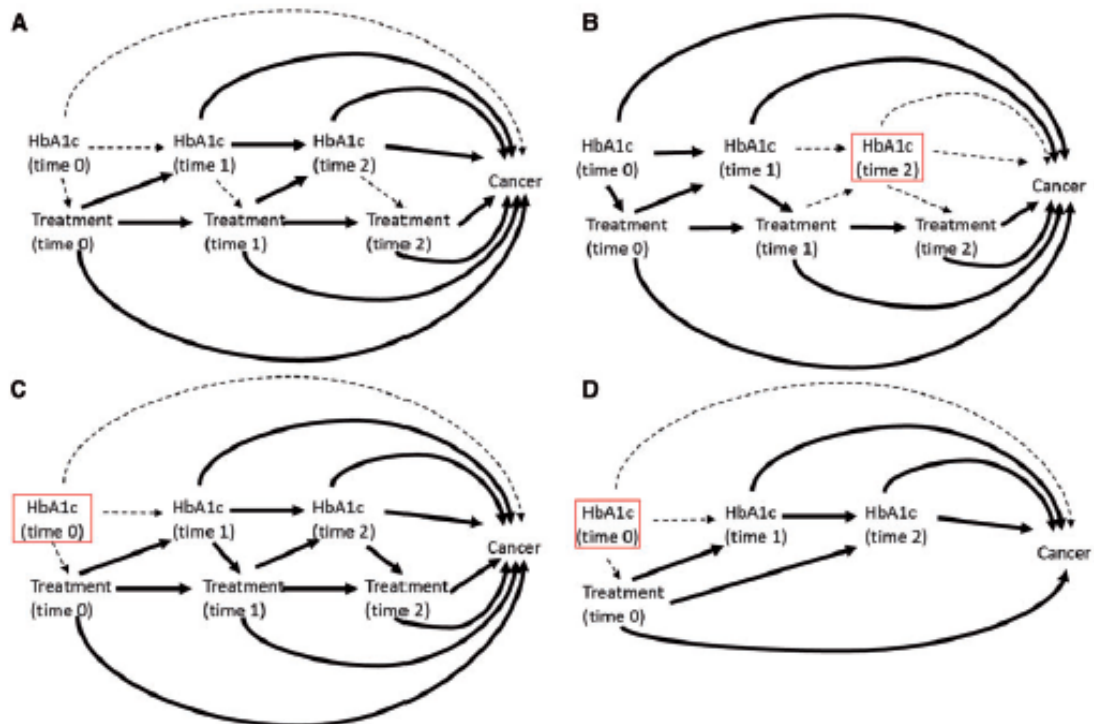 A
HbA1c
(time 0)
HbA1c
(time 1)
HbA1c
(time 2)
Cancer
Treatment
(time 0)
Treatment
(time 1)
Treatment
(time 2)
B
HbA1c
(time 0)
HbA1c
(time 1)
HbA1c
(time 2)
Cancer
Treatment
(time 0)
Treatment
(time 1)
Treatment
(time 2)
C
HbA1c
(time 0)
HbA1c
(time 1)
HbA1c
(time 2)
Cancer
Treatment
(time 0)
Treatment
(time 1)
Treatment
(time 2)
D
HbA1c
(time 0)
HbA1c
(time 1)
HbA1c
(time 2)
Cancer
Treatment
(time 0)